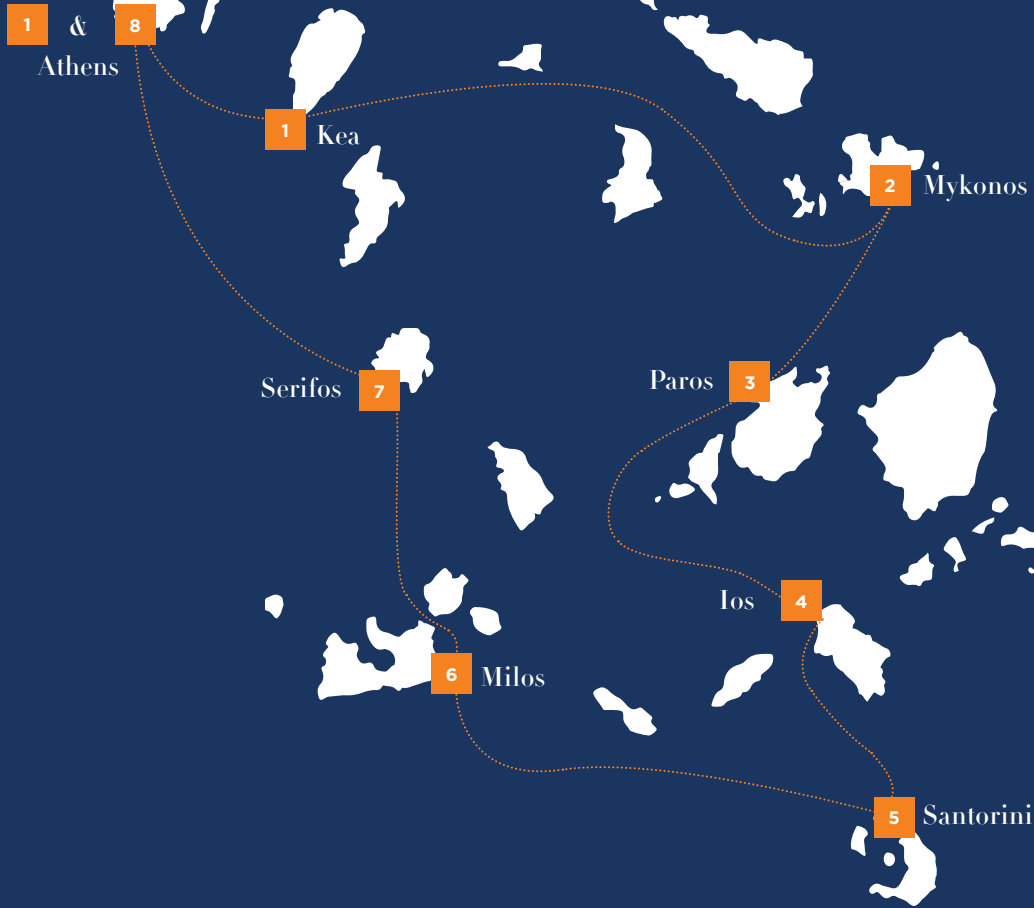 1 & 8
Athens
1 Kea
2 Mykonos
Serifos 7
Paros 3
Ios 4
6 Milos
5 Santorini